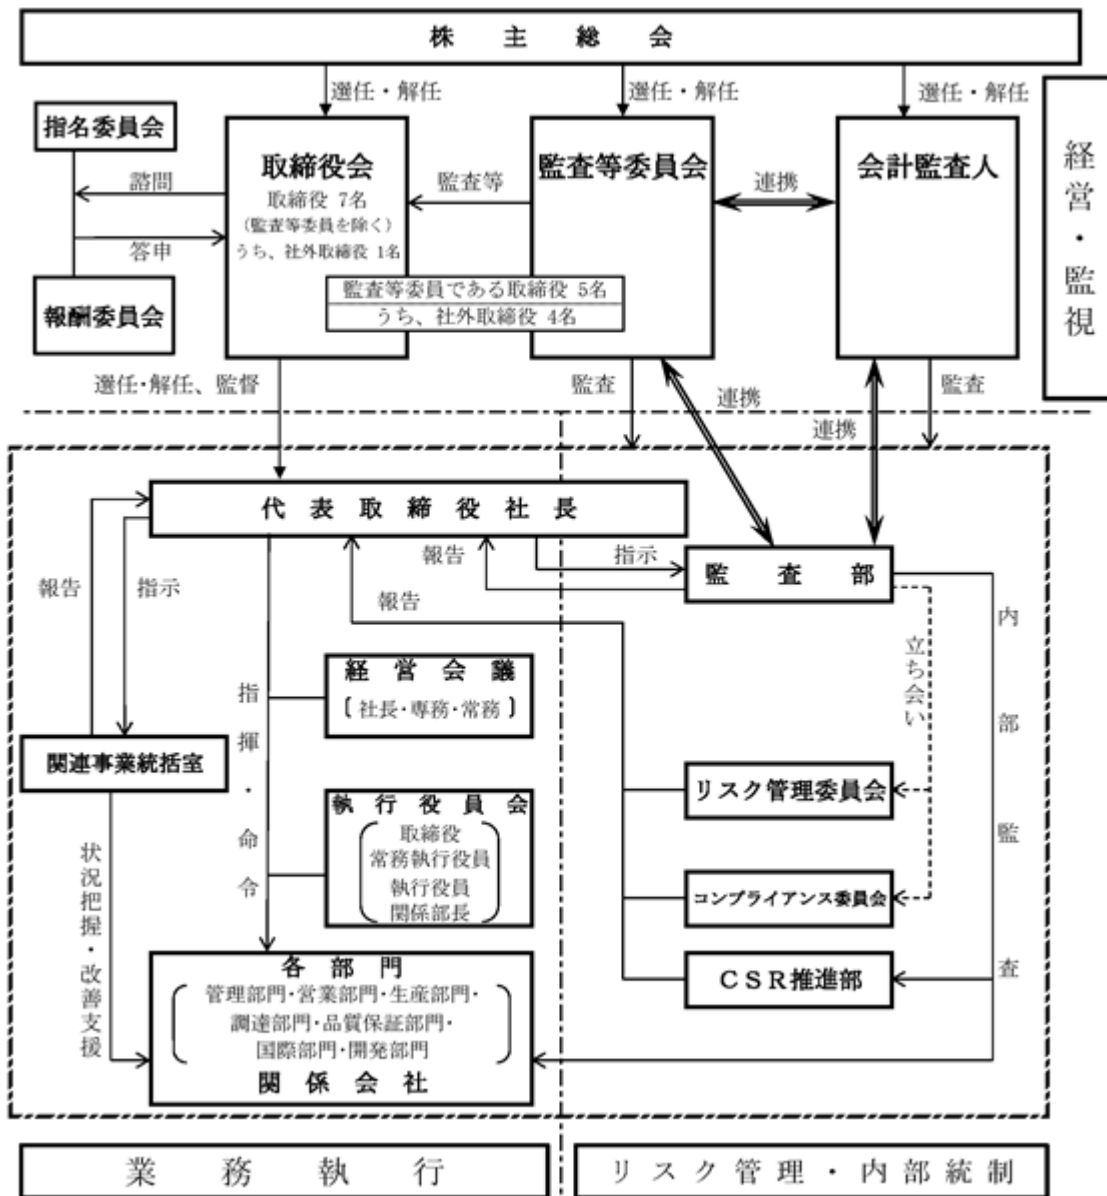 株主総会
選任・解任
選任・解任
選任・解任
指名委員会
諮問
答申
報酬委員会
取締役会
取締役 7名
(監査等委員を除く)
うち、社外取締役 1名
監査等
監査等委員会
連携
会計監査人
監査等委員である取締役 5名
うち、社外取締役 4名
経営・監視
選任・解任、監督
監査
連携
連携
監査
代表取締役社長
報告
指示
報告
指示
報告
監査部
立ち会い
内部監査
指揮・命令
経営会議
〔社長・専務・常務〕
関連事業統括室
執行役員会
取締役
常務執行役員
執行役員
関係部長
リスク管理委員会
コンプライアンス委員会
CSR推進部
状況把握・改善支援
各部門
管理部門・営業部門・生産部門・
調達部門・品質保証部門・
国際部門・開発部門
関係会社
業務執行
リスク管理・内部統制